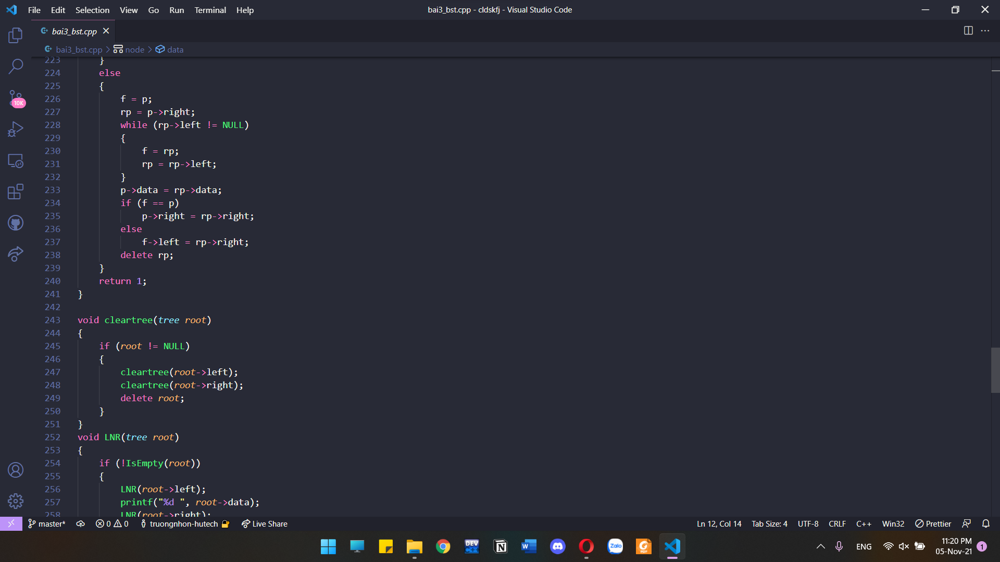 File Edit Selection View Go Run Terminal Help
bai3_bst.cpp - cldskfj - Visual Studio Code
bai3_bst.cpp
bai3_bst.cpp > node > data
223 }
224 else
225 {
226 f = p;
227 rp = p->right;
228 while (rp->left != NULL)
229 {
230 f = rp;
231 rp = rp->left;
232 }
233 p->data = rp->data;
234 if (f == p)
235 p->right = rp->right;
236 else
237 f->left = rp->right;
238 delete rp;
239 }
240 return 1;
241 }
242
243 void cleartree(tree root)
244 {
245 if (root != NULL)
246 {
247 cleartree(root->left);
248 cleartree(root->right);
249 delete root;
250 }
251 }
252 void LNR(tree root)
253 {
254 if (!IsEmpty(root))
255 {
256 LNR(root->left);
257 printf("%d ", root->data);
258 LNR(root->right);
10K
master* 0 0 truongnhon-hutech Live Share
Ln 12, Col 14 Tab Size: 4 UTF-8 CRLF C++ Win32 Prettier
DEV C++
N
W
Zalo
PDF
ENG
11:20 PM
05-Nov-21
1